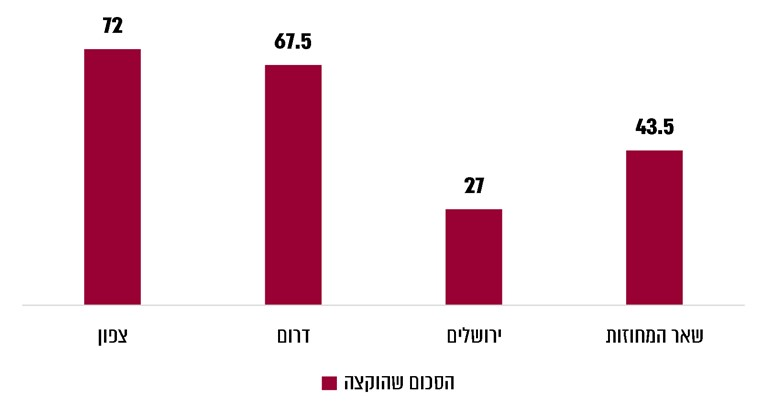 72
67.5
27
43.5
צפון
דרום
ירושלים
שאר המחוזות
הסכום שהוקצה